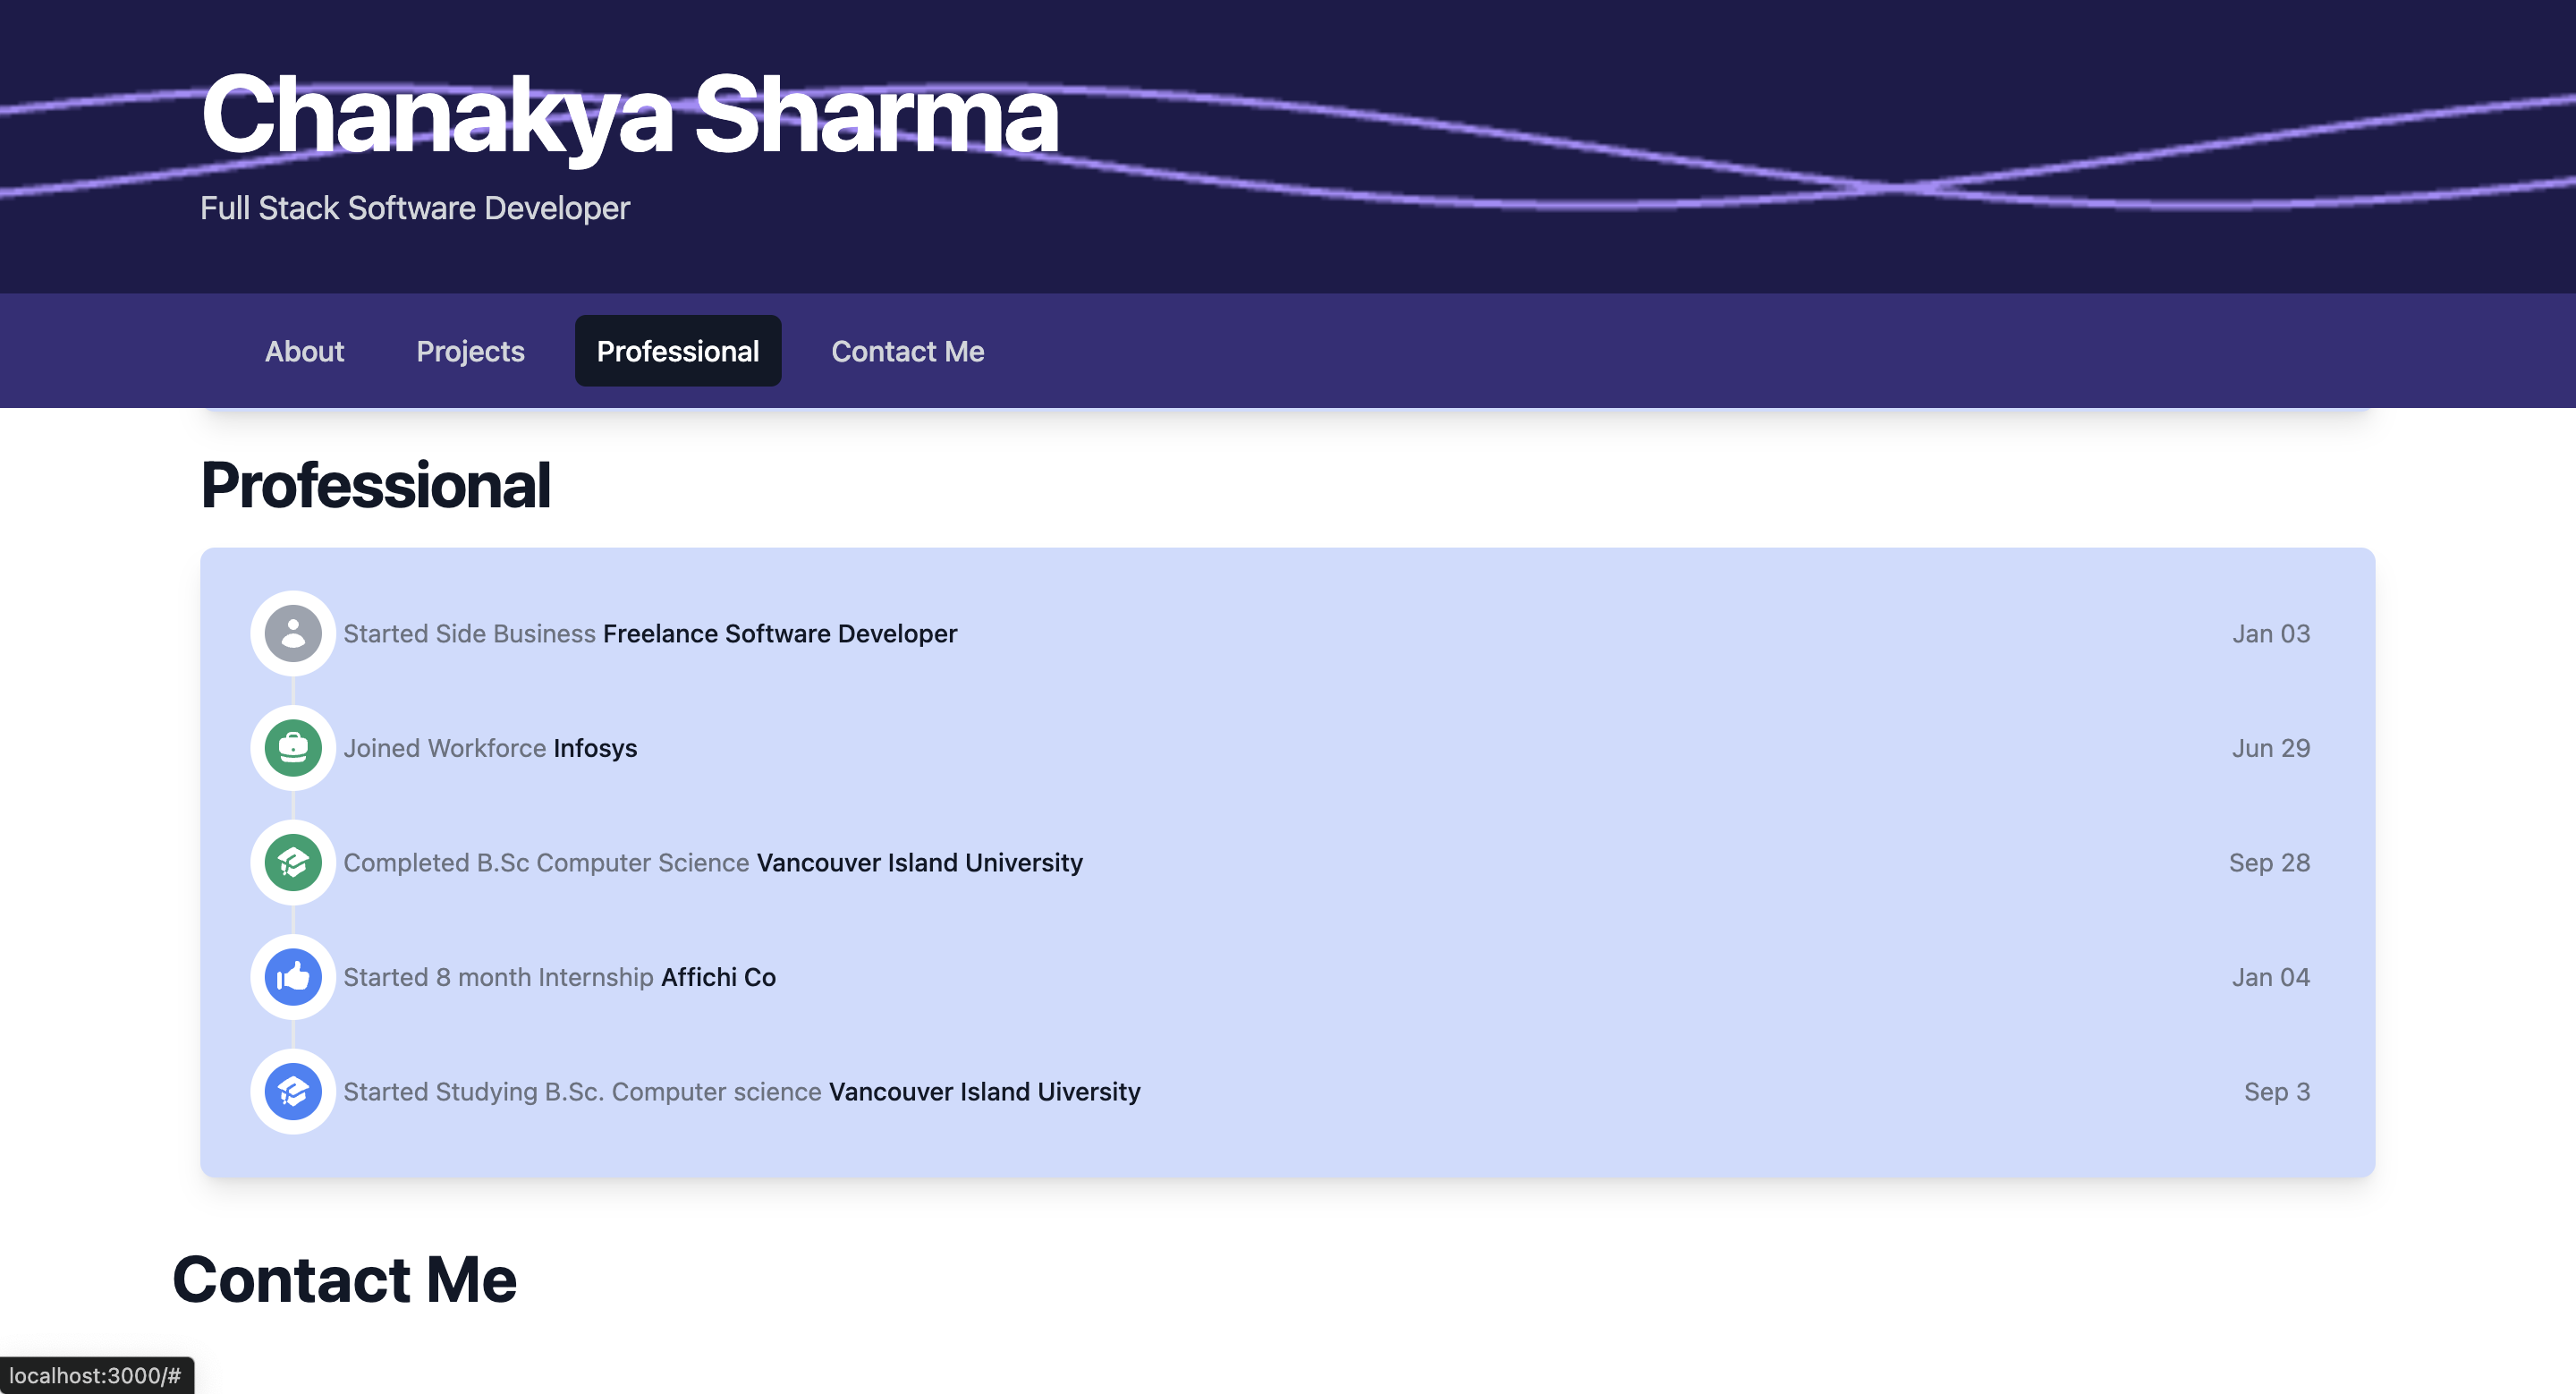 Chanakya Sharma
Full Stack Software Developer
About Projects Professional Contact Me
Professional
Started Side Business Freelance Software Developer Jan 03
Joined Workforce Infosys Jun 29
Completed B.Sc Computer Science Vancouver Island University Sep 28
Started 8 month Internship Affichi Co Jan 04
Started Studying B.Sc. Computer science Vancouver Island Uiversity Sep 3
Contact Me
localhost:3000/#